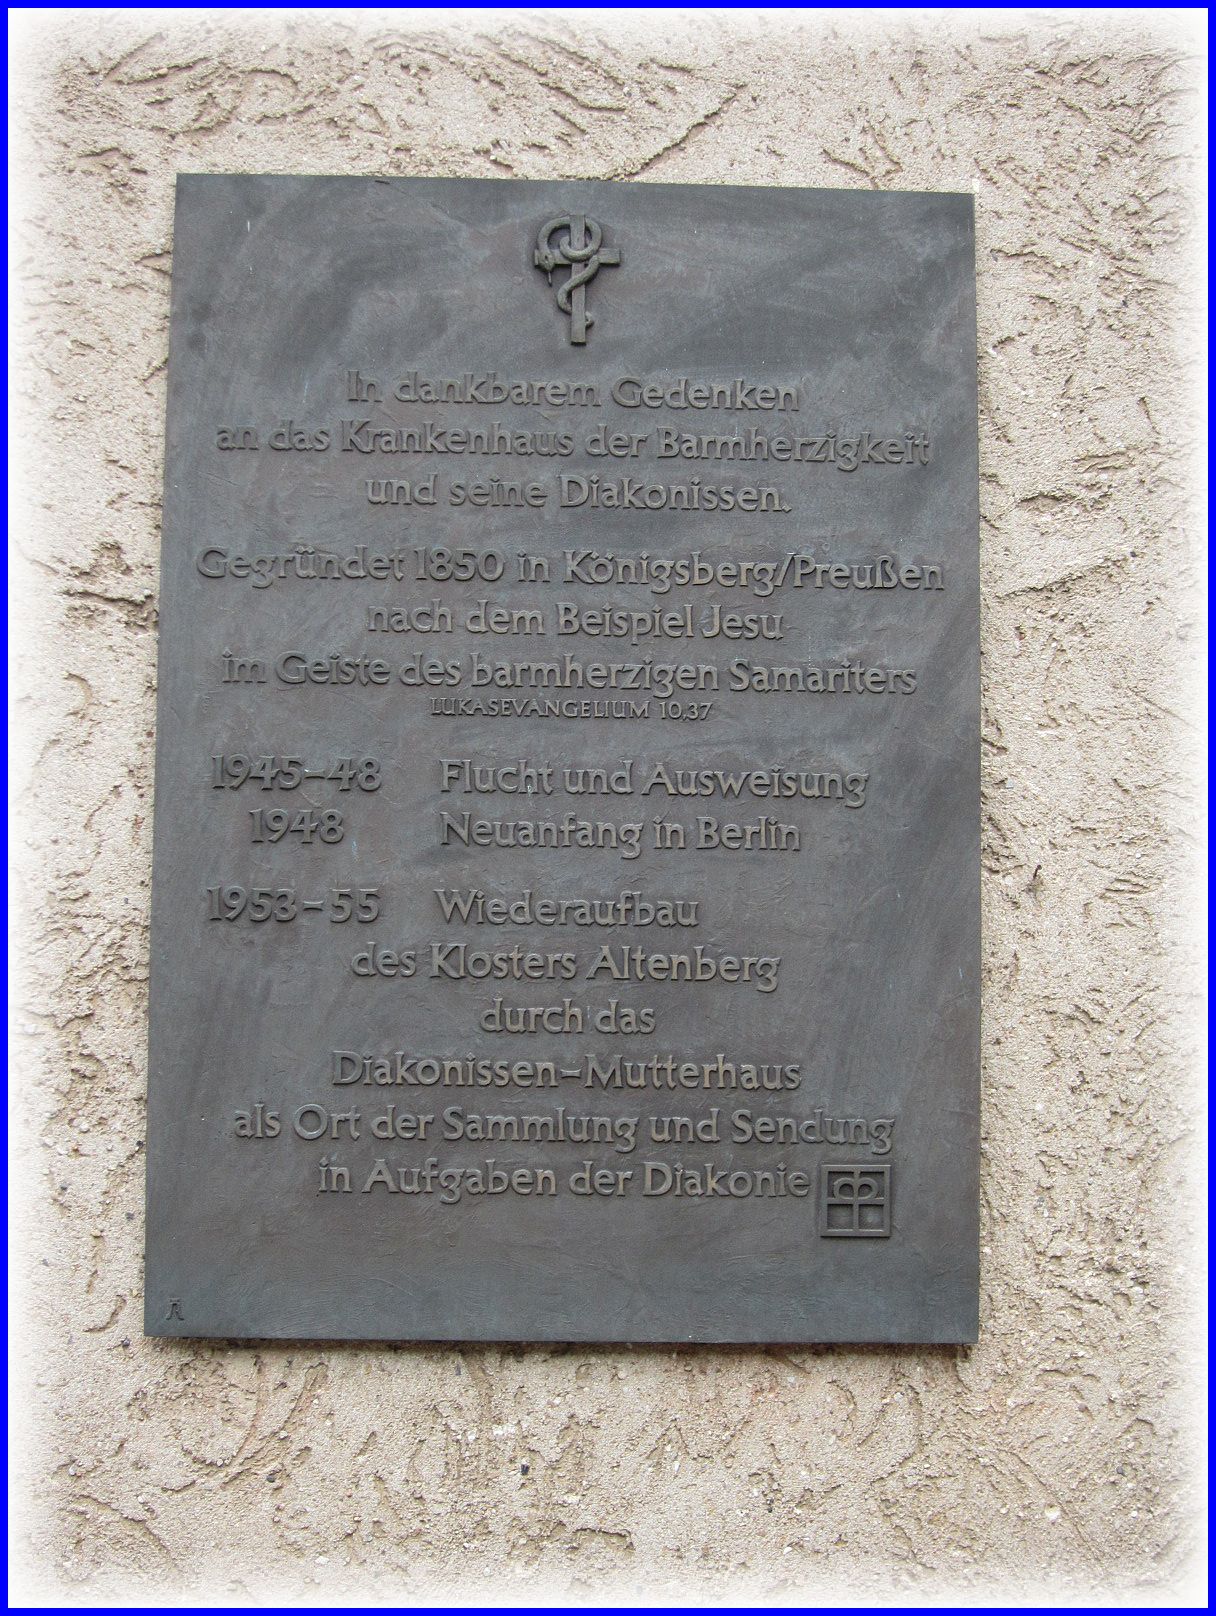 In dankbarem Gedenken
an das Krankenhaus der Barmherzigkeit
und seine Diakonissen.
Gegründet 1850 in Königsberg/Preußen
nach dem Beispiel Jesu
im Geiste des barmherzigen Samariters
LUKASEVANGELIUM 10,37
1945-48 Flucht und Ausweisung
1948 Neuanfang in Berlin
1953-55 Wiederaufbau
des Klosters Altenberg
durch das
Diakonissen-Mutterhaus
als Ort der Sammlung und Sendung
in Aufgaben der Diakonie